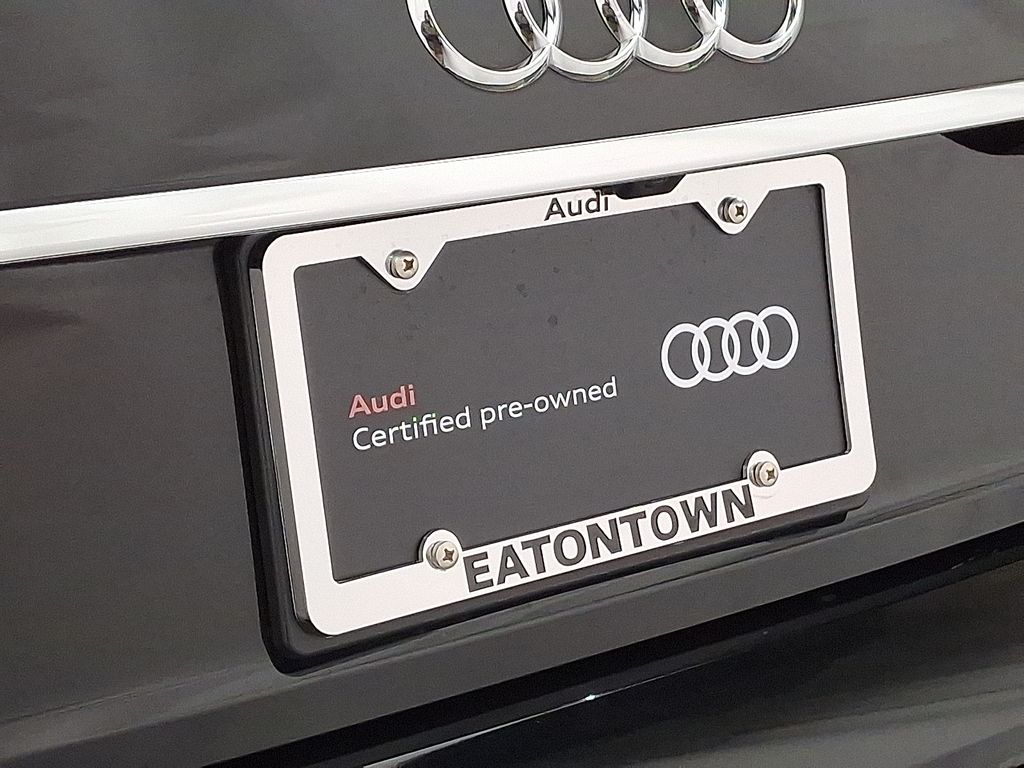 Audi
Audi
Certified pre-owned
EATONTOWN